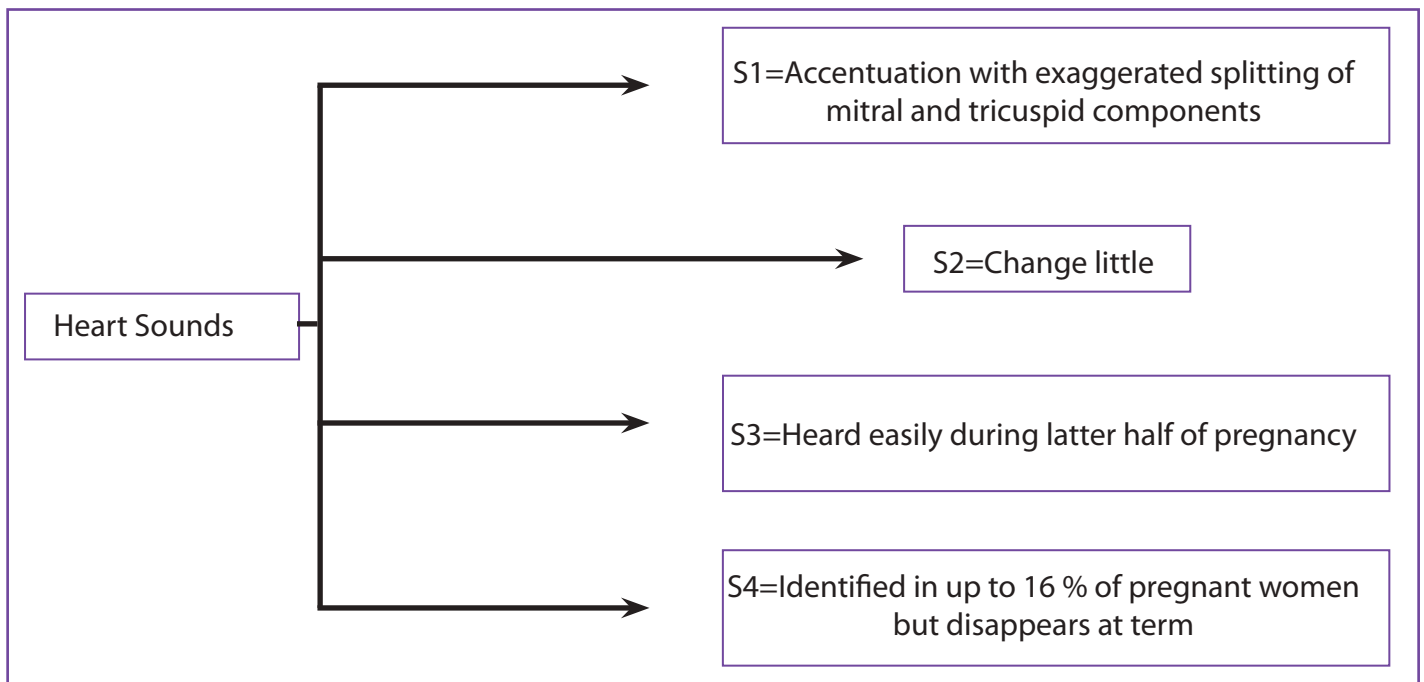 S1=Accentuation with exaggerated splitting of
mitral and tricuspid components
S2=Change little
Heart Sounds
S3=Heard easily during latter half of pregnancy
S4=Identified in up to 16 % of pregnant women
but disappears at term